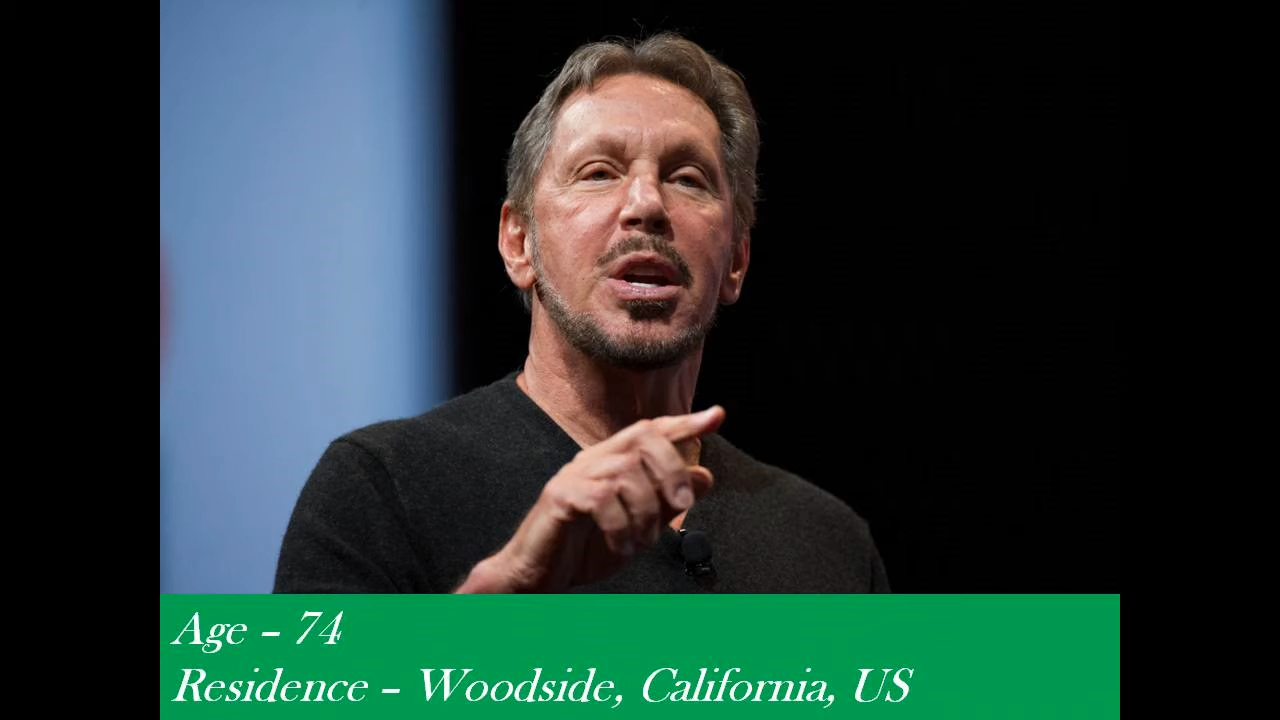 Age – 74
Residence – Woodside, California, US